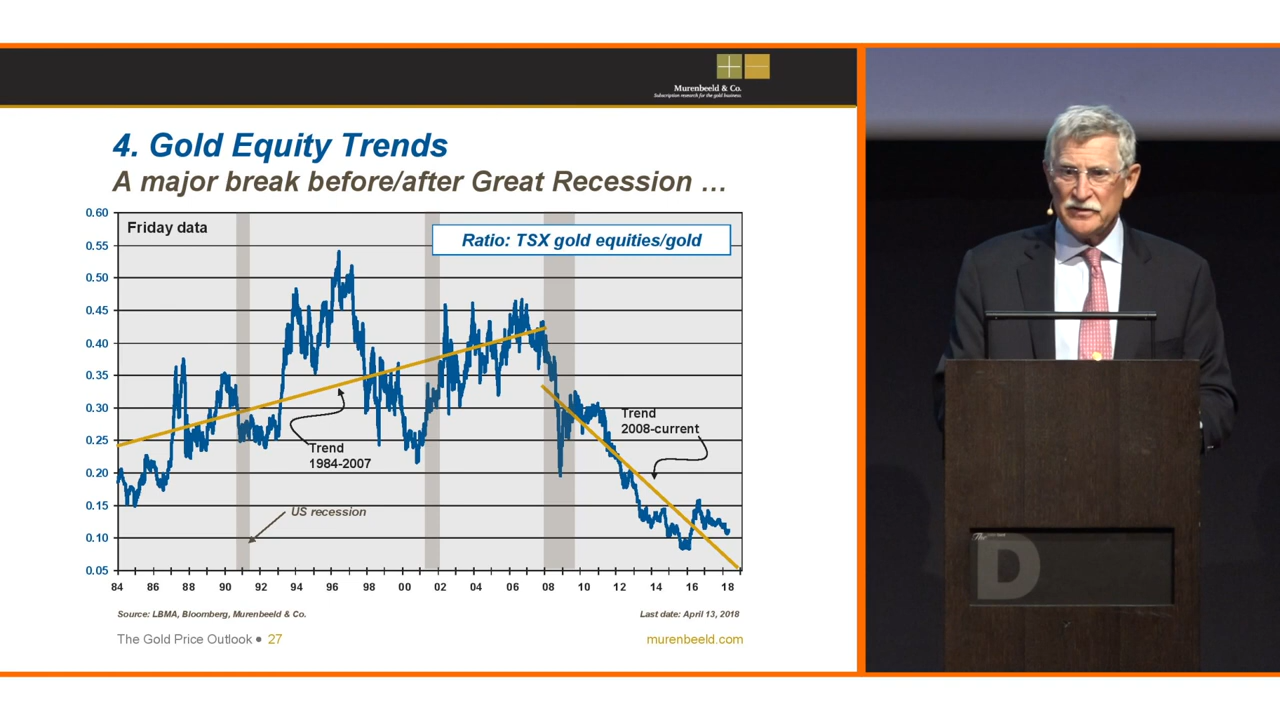 Murenbeeld & Co.
Subscription research for the gold business.
4. Gold Equity Trends
A major break before/after Great Recession …
0.60
0.55
0.50
0.45
0.40
0.35
0.30
0.25
0.20
0.15
0.10
0.05
Friday data
Ratio: TSX gold equities/gold
Trend
1984-2007
Trend
2008-current
US recession
84 86 88 90 92 94 96 98 00 02 04 06 08 10 12 14 16 18
Source: LBMA, Bloomberg, Murenbeeld & Co.
Last date: April 13, 2018
The Gold Price Outlook • 27
murenbeeld.com
The
D